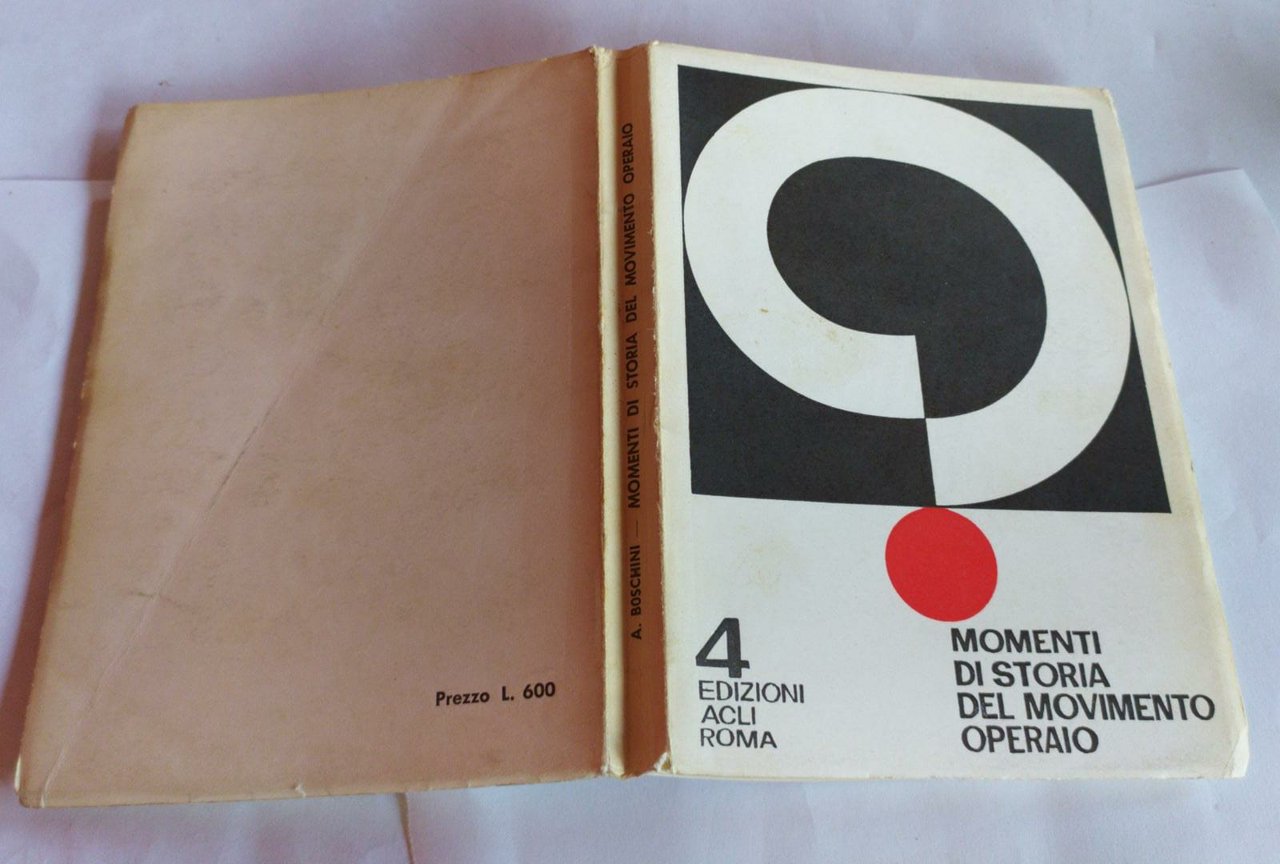 Prezzo L. 600
A. BOSCHINI — MOMENTI DI STORIA DEL MOVIMENTO OPERAIO
4
EDIZIONI
ACLI
ROMA
MOMENTI
DI STORIA
DEL MOVIMENTO
OPERAIO